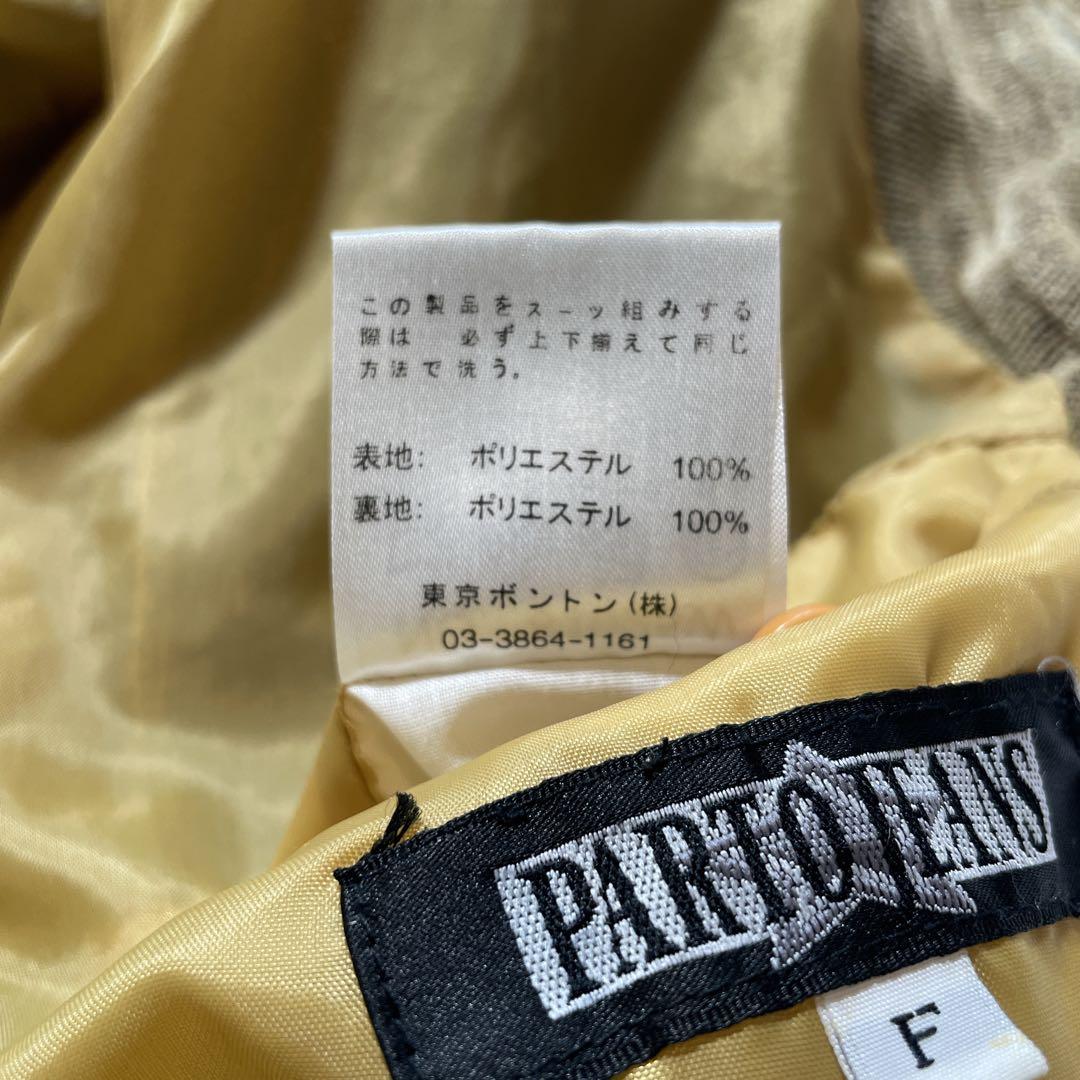 この製品をスーツ組みする
際は　必ず上下揃えて同じ
方法で洗う。
表地:　ポリエステル　100%
裏地:　ポリエステル　100%
東京ボントン(株)
03-3864-1161
PARTO JEANS
F